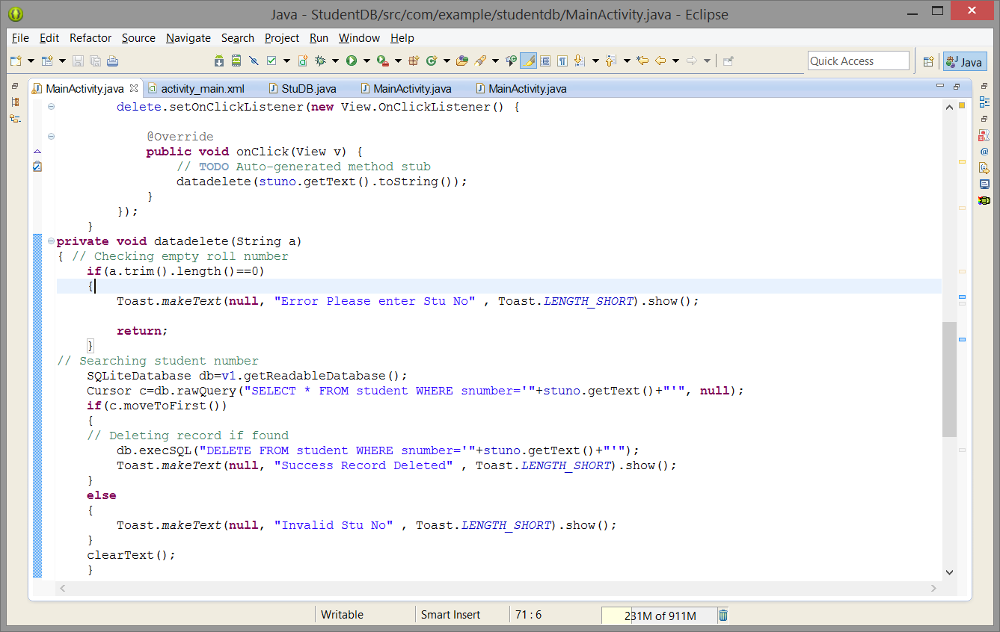 Java - StudentDB/src/com/example/studentdb/MainActivity.java - Eclipse
File Edit Refactor Source Navigate Search Project Run Window Help
Quick Access
Java
MainActivity.java activity_main.xml StuDB.java MainActivity.java MainActivity.java
delete.setOnClickListener(new View.OnClickListener() {
@Override
public void onClick(View v) {
// TODO Auto-generated method stub
datadelete(stuno.getText().toString());
}
});
}
private void datadelete(String a)
{ // Checking empty roll number
if(a.trim().length()==0)
{
Toast.makeText(null, "Error Please enter Stu No" , Toast.LENGTH_SHORT).show();
return;
}
// Searching student number
SQLiteDatabase db=v1.getReadableDatabase();
Cursor c=db.rawQuery("SELECT * FROM student WHERE snumber='"+stuno.getText()+"'", null);
if(c.moveToFirst())
{
// Deleting record if found
db.execSQL("DELETE FROM student WHERE snumber='"+stuno.getText()+"'");
Toast.makeText(null, "Success Record Deleted" , Toast.LENGTH_SHORT).show();
}
else
{
Toast.makeText(null, "Invalid Stu No" , Toast.LENGTH_SHORT).show();
}
clearText();
}
Writable Smart Insert 71 : 6 231M of 911M